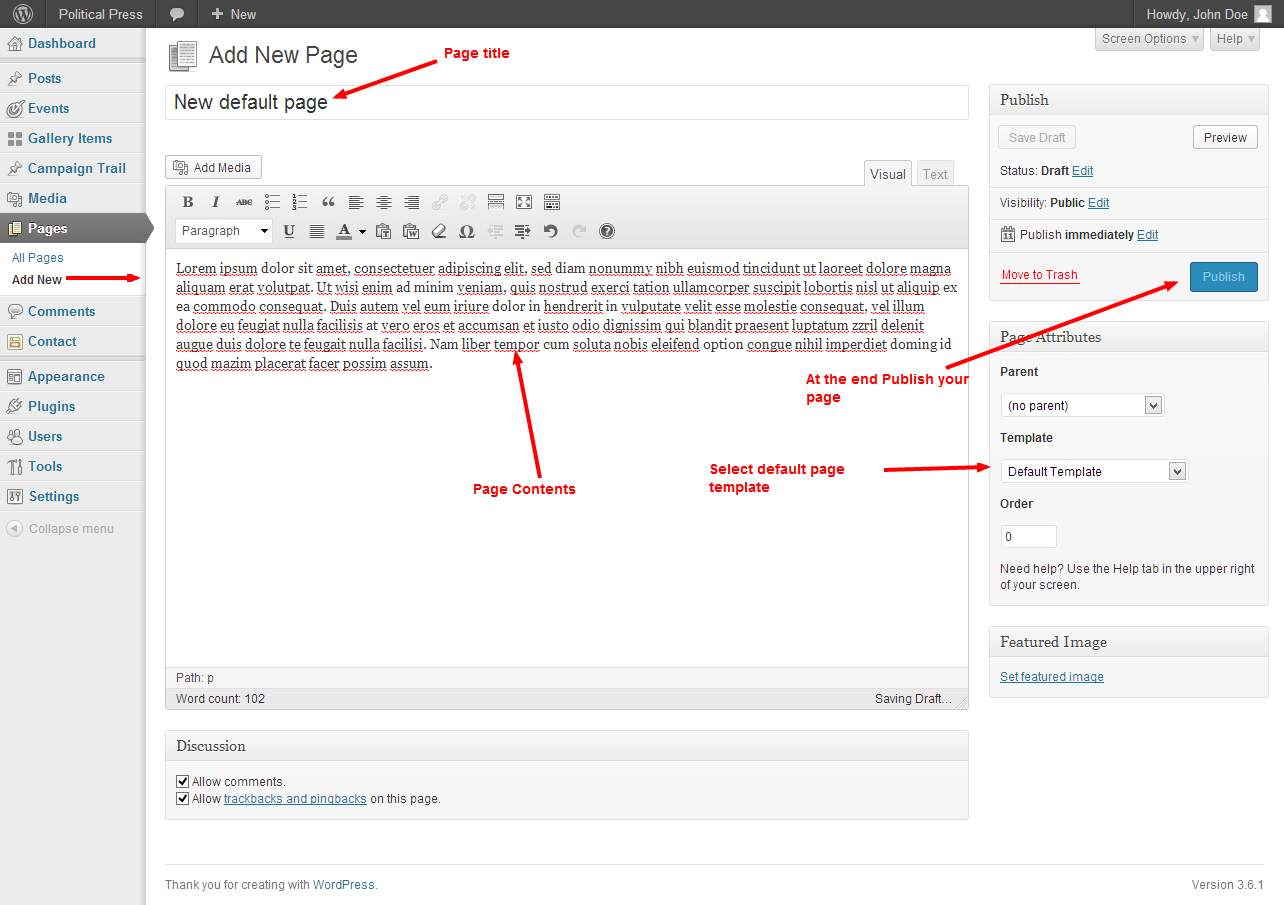 Political Press
New
Howdy, John Doe
Screen Options
Help
Dashboard
Posts
Events
Gallery Items
Campaign Trail
Media
Pages
All Pages
Add New
Comments
Contact
Appearance
Plugins
Users
Tools
Settings
Collapse menu
Add New Page
Page title
New default page
Add Media
Visual
Text
B I ABC
Paragraph
U A
Lorem ipsum dolor sit amet, consectetuer adipiscing elit, sed diam nonummy nibh euismod tincidunt ut laoreet dolore magna
aliquam erat volutpat. Ut wisi enim ad minim veniam, quis nostrud exerci tation ullamcorper suscipit lobortis nisl ut aliquip ex
ea commodo consequat. Duis autem vel eum iriure dolor in hendrerit in vulputate velit esse molestie consequat, vel illum
dolore eu feugiat nulla facilisis at vero eros et accumsan et iusto odio dignissim qui blandit praesent luptatum zzril delenit
augue duis dolore te feugait nulla facilisi. Nam liber tempor cum soluta nobis eleifend option congue nihil imperdiet doming id
quod mazim placerat facer possim assum.
Page Contents
Path: p
Word count: 102
Saving Draft...
Discussion
Allow comments.
Allow trackbacks and pingbacks on this page.
Publish
Save Draft
Preview
Status: Draft Edit
Visibility: Public Edit
11 Publish immediately Edit
Move to Trash
Publish
Page Attributes
At the end Publish your
page
Parent
(no parent)
Template
Select default page
template
Default Template
Order
0
Need help? Use the Help tab in the upper right
of your screen.
Featured Image
Set featured image
Thank you for creating with WordPress.
Version 3.6.1